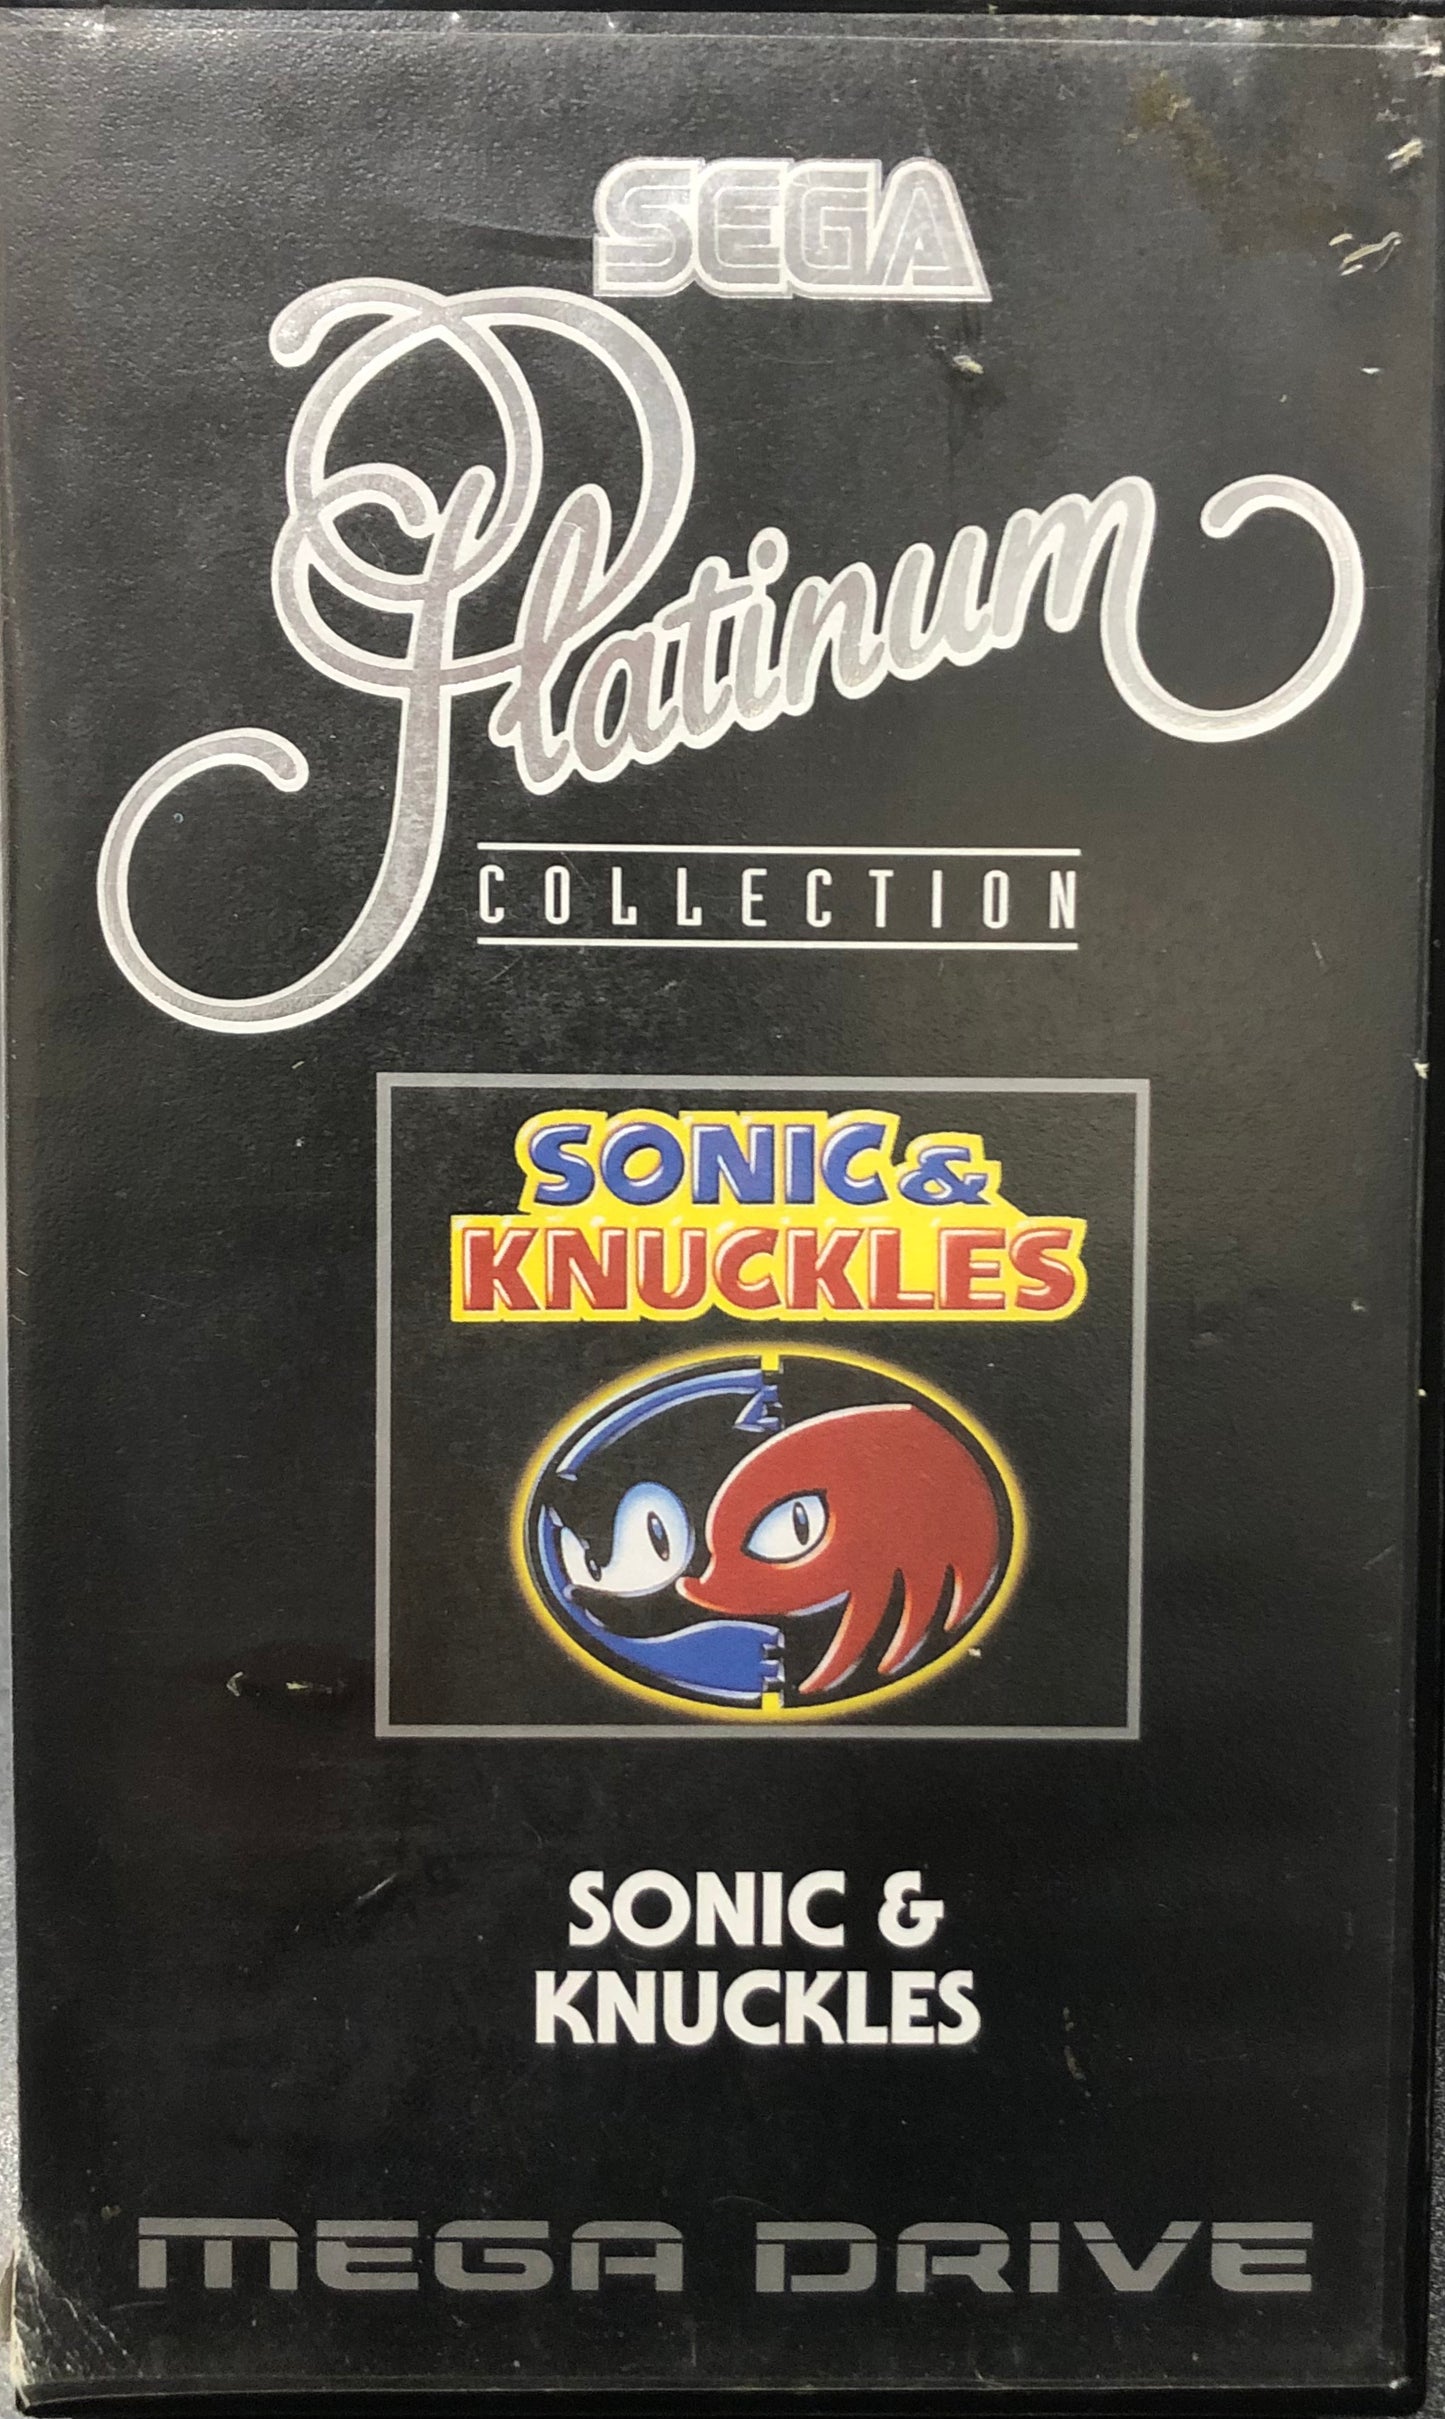 SEGA
Platinum
COLLECTION
SONIC &
KNUCKLES
SONIC &
KNUCKLES
MEGA DRIVE